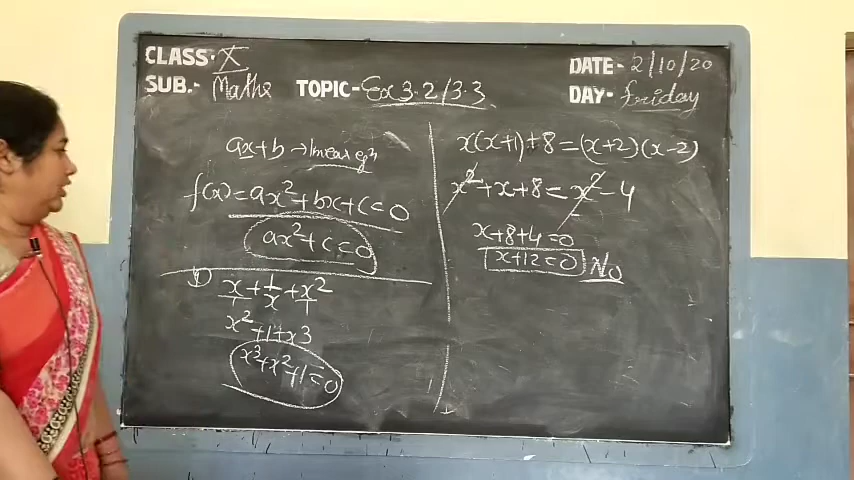 CLASS- X
SUB.- Maths
TOPIC- Ex 3.2/3.3
DATE- 2/10/20
DAY- friday
ax+b → linear eqn
f(x)=ax²+bx+c=0
ax²+c=0
1) x/1+1/x+x²/1
x²+1+x3
x³+x²+1=0
x(x+1)+8=(x+2)(x-2)
x²+x+8=x²-4
x+8+4=0
x+12=0 No